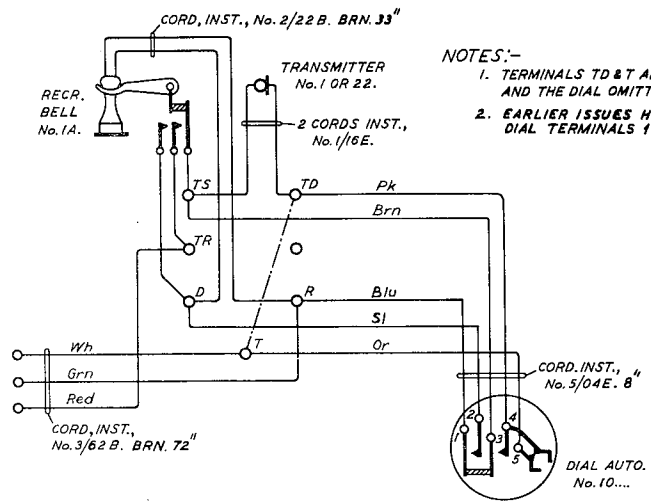 CORD, INST., No. 2/22 B. BRN. 33"
NOTES:-
TRANSMITTER
No. 1 OR 22.
1. TERMINALS TD & T
AND THE DIAL
RECR.
BELL
No. 1A.
2 CORDS INST.,
No. 1/16E.
2. EARLIER ISSUES
DIAL TERMINALS
TS
TD
Pk
Brn
TR
D
R
Blu
Sl
T
Or
Wh
Grn
Red
CORD. INST.,
No. 5/04E. 8"
CORD, INST.,
No. 3/62 B. BRN. 72"
1
2
3
4
5
DIAL AUTO.
No. 10....